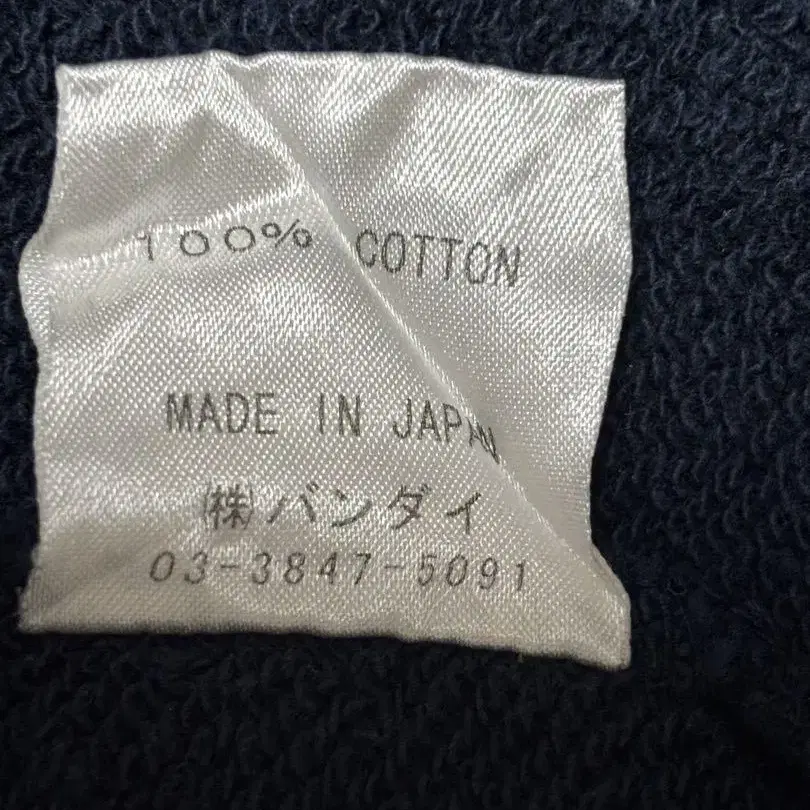 100% COTTON
MADE IN JAPAN
㈱バンダイ
03-3847-5091